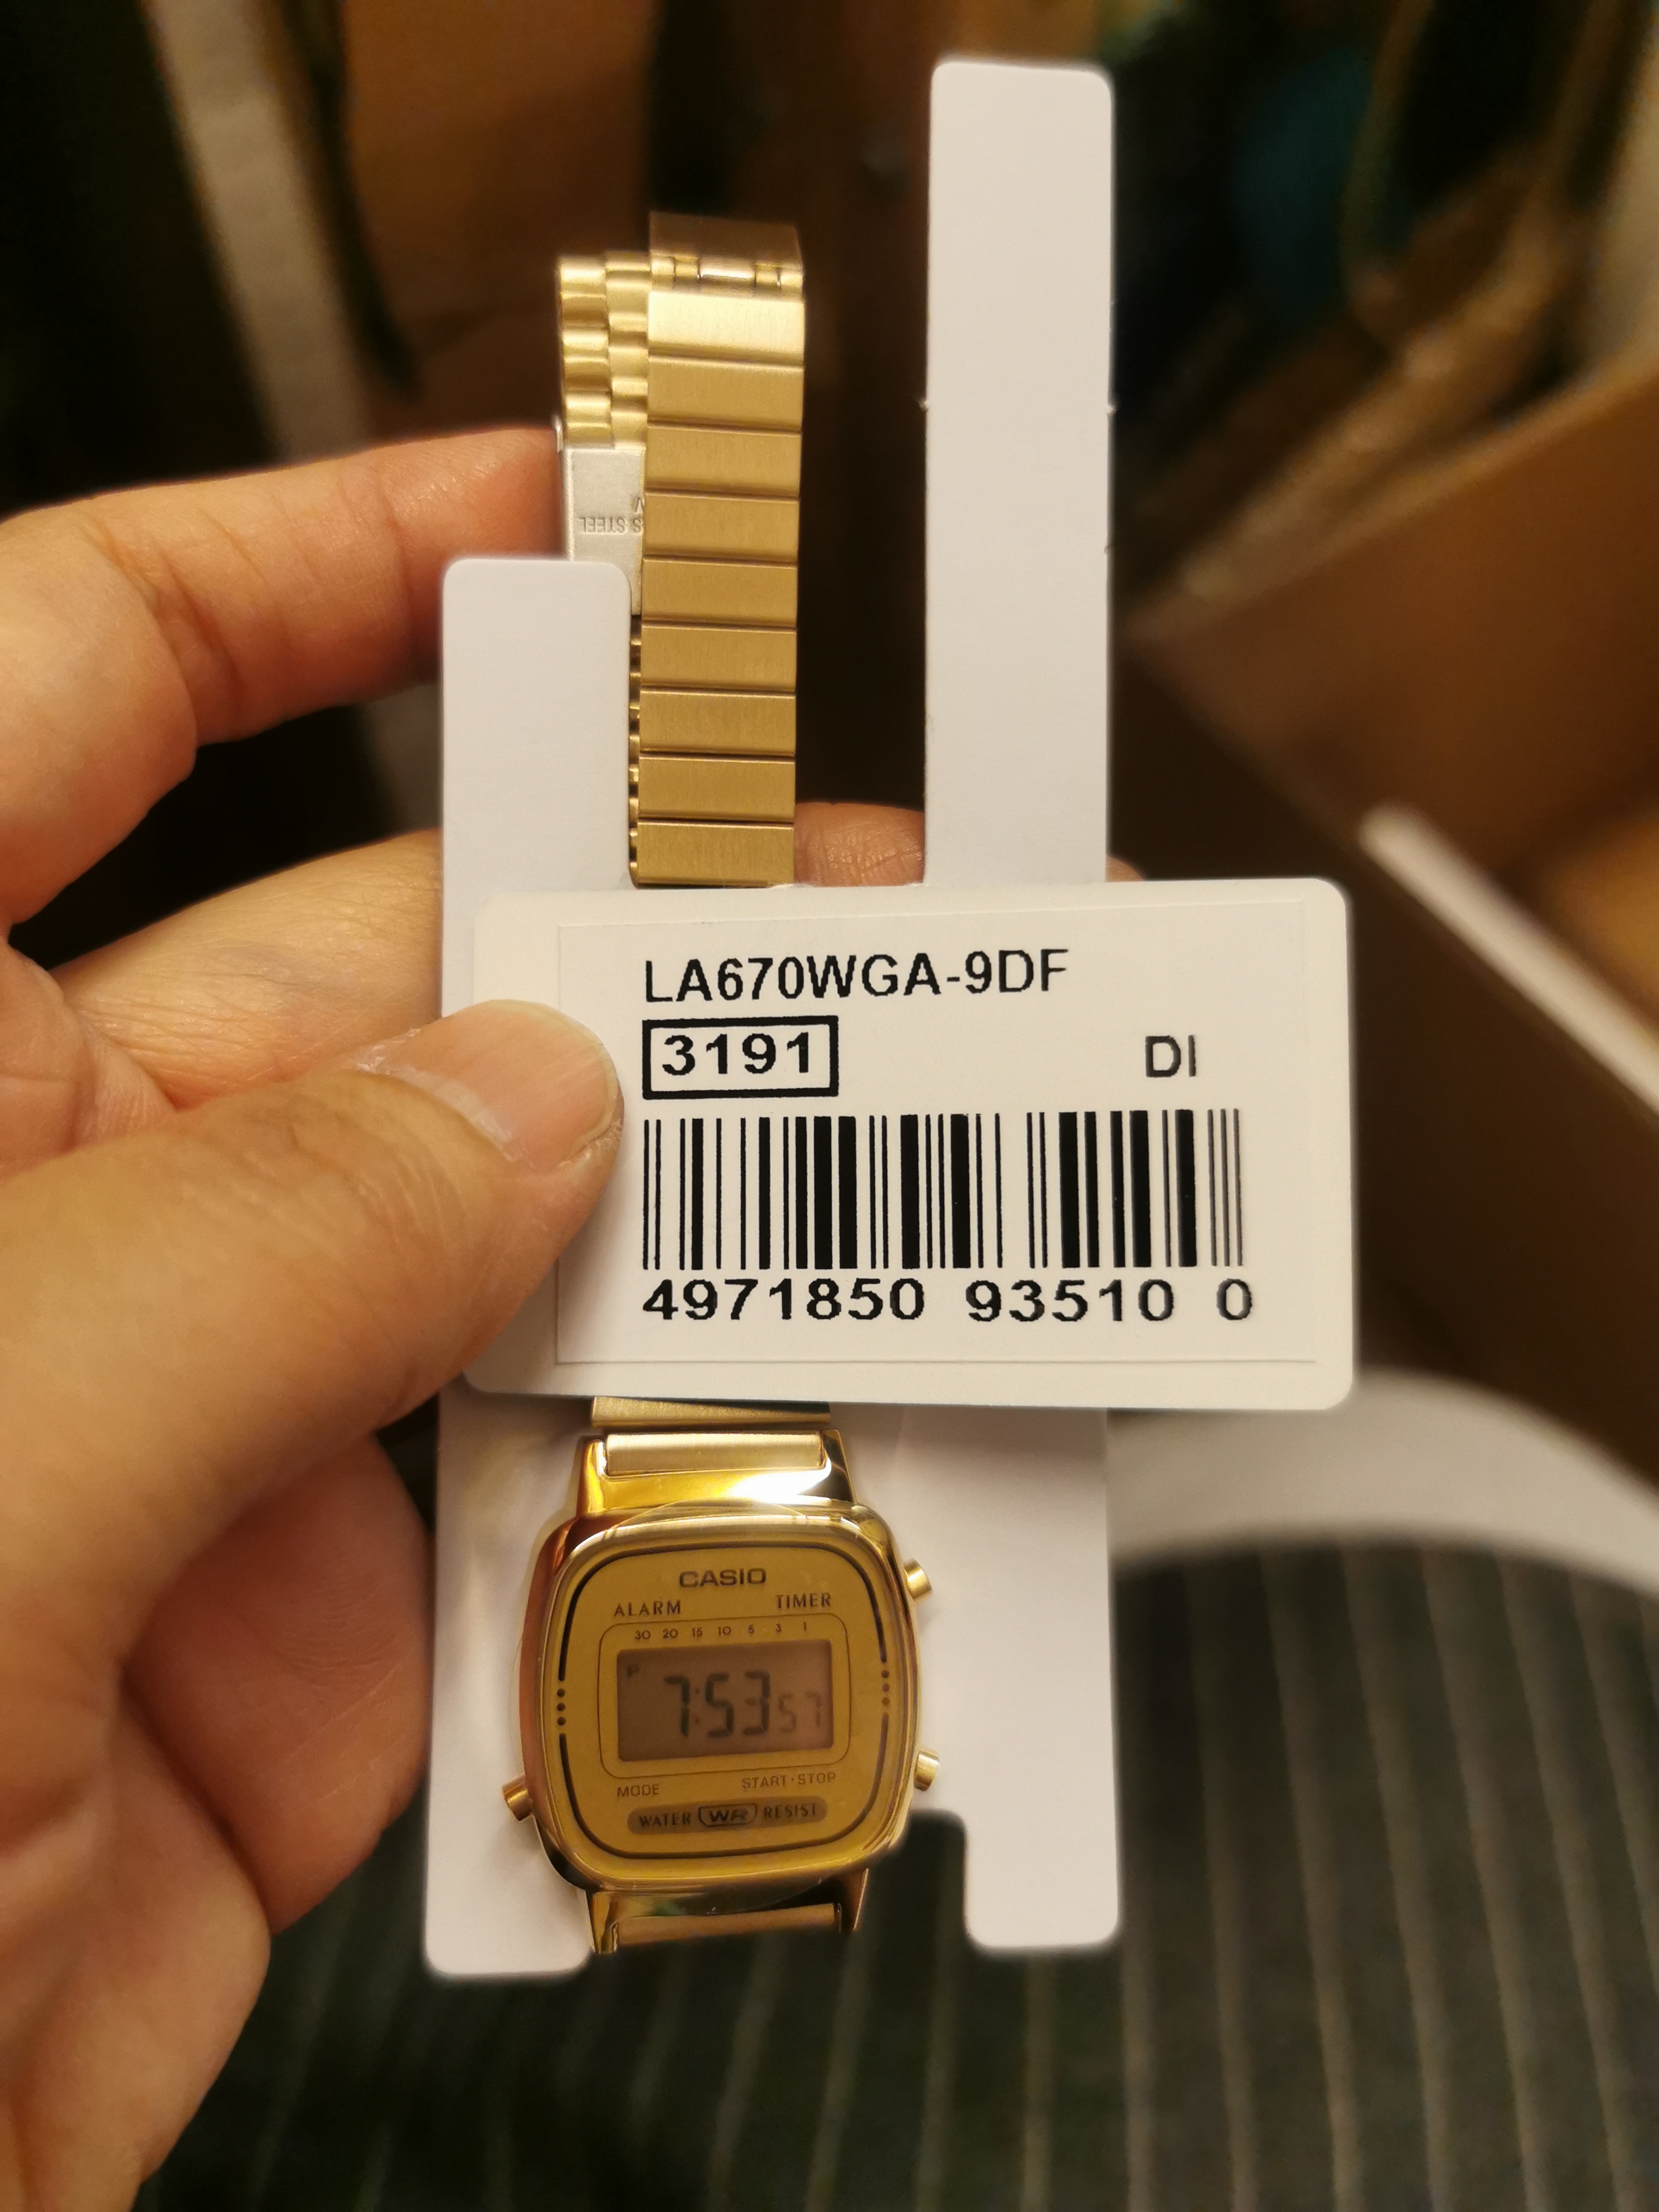 S STEEL
LA670WGA-9DF
3191 DI
4971850 93510 0
CASIO
ALARM TIMER
30 20 15 10 5 3 1
P
7:53 57
MODE START·STOP
WATER WR RESIST